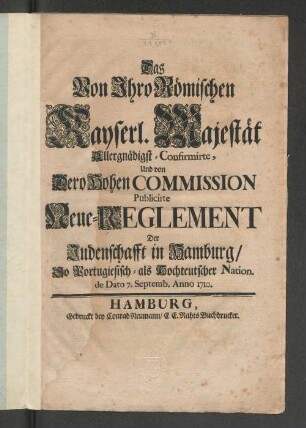 Das
Von Ihro Römischen
Kayserl. Majestät
Allergnädigst-Confirmirte,
Und von
Dero Hohen COMMISSION
Publicirte
Neue-REGLEMENT
Der
Judenschafft in Hamburg/
So Portugiesisch- als Hochteutscher Nation.
de Dato 7. Septemb. Anno 1710.
HAMBURG,
Gedruckt bey Conrad Neumann/ E. E. Rahts Buchdrucker.